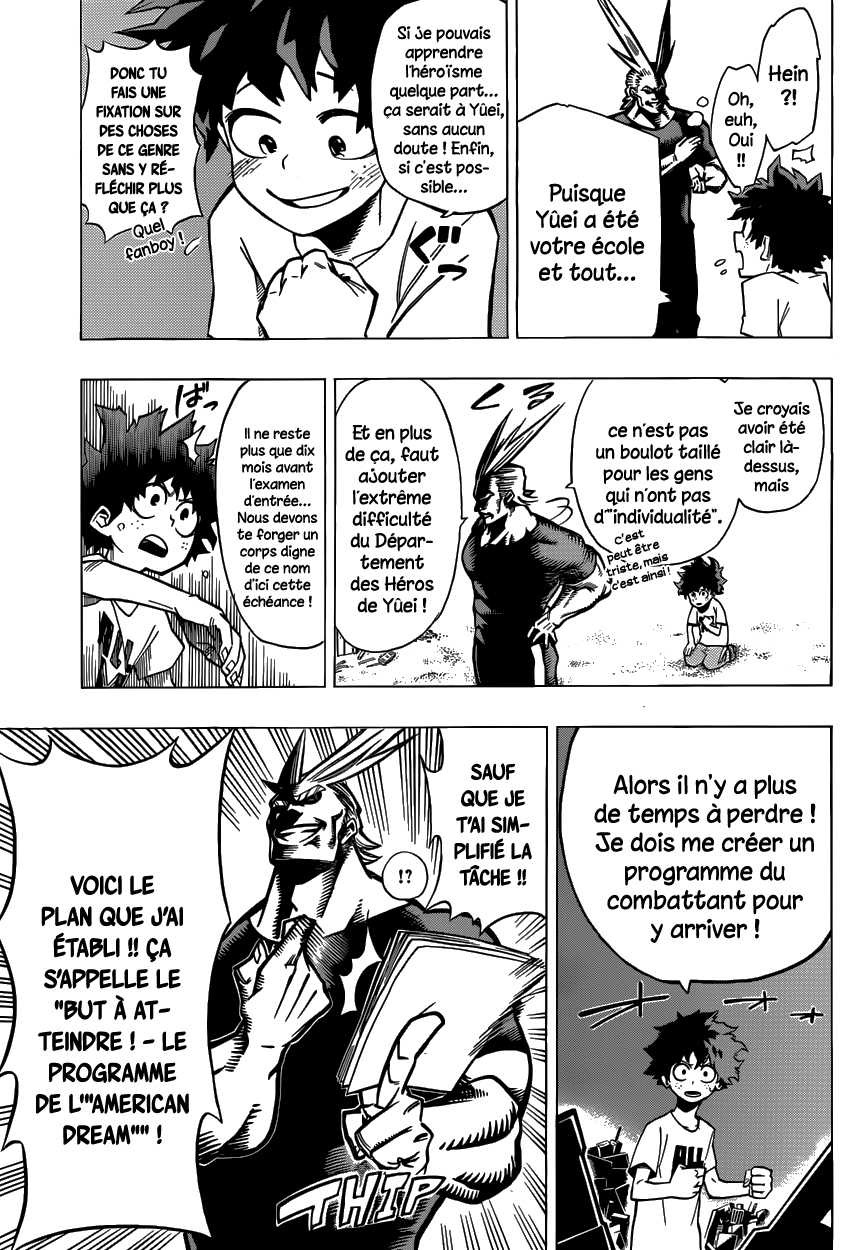 Hein
?!
Oh,
euh,
Oui
!!
Puisque
Yûei a été
votre école
et tout...
Si je pouvais
apprendre
l'héroïsme
quelque part...
ça serait à Yûei,
sans aucun
doute ! Enfin,
si c'est pos-
sible...
ぐっ
DONC TU
FAIS UNE
FIXATION SUR
DES CHOSES
DE CE GENRE
SANS Y RÉ-
FLÉCHIR PLUS
QUE ÇA ?
Quel
fanboy !
Je croyais
avoir été
clair là-
dessus,
mais
ce n'est pas
un boulot taillé
pour les gens
qui n'ont pas
d'"individualité".
c'est
peut être
triste, mais
c'est ainsi !
くる
Et en plus
de ça, faut
ajouter
l'extrême
difficulté
du Dépar-
tement
des Héros
de Yûei !
ばっ
Il ne reste
plus que dix
mois avant
l'examen
d'entrée...
Nous devons
te forger un
corps digne
de ce nom
d'ici cette
échéance !
Alors il n'y a plus
de temps à perdre !
Je dois me créer un
programme du
combattant pour
y arriver !
ALL
SAUF
QUE JE
T'AI SIM-
PLIFIÉ LA
TÂCHE !!
!?
VOICI LE
PLAN QUE J'AI
ÉTABLI !! ÇA
S'APPELLE LE
"BUT À AT-
TEINDRE ! - LE
PROGRAMME
DE L'"AMERICAN
DREAM"" !
THIP